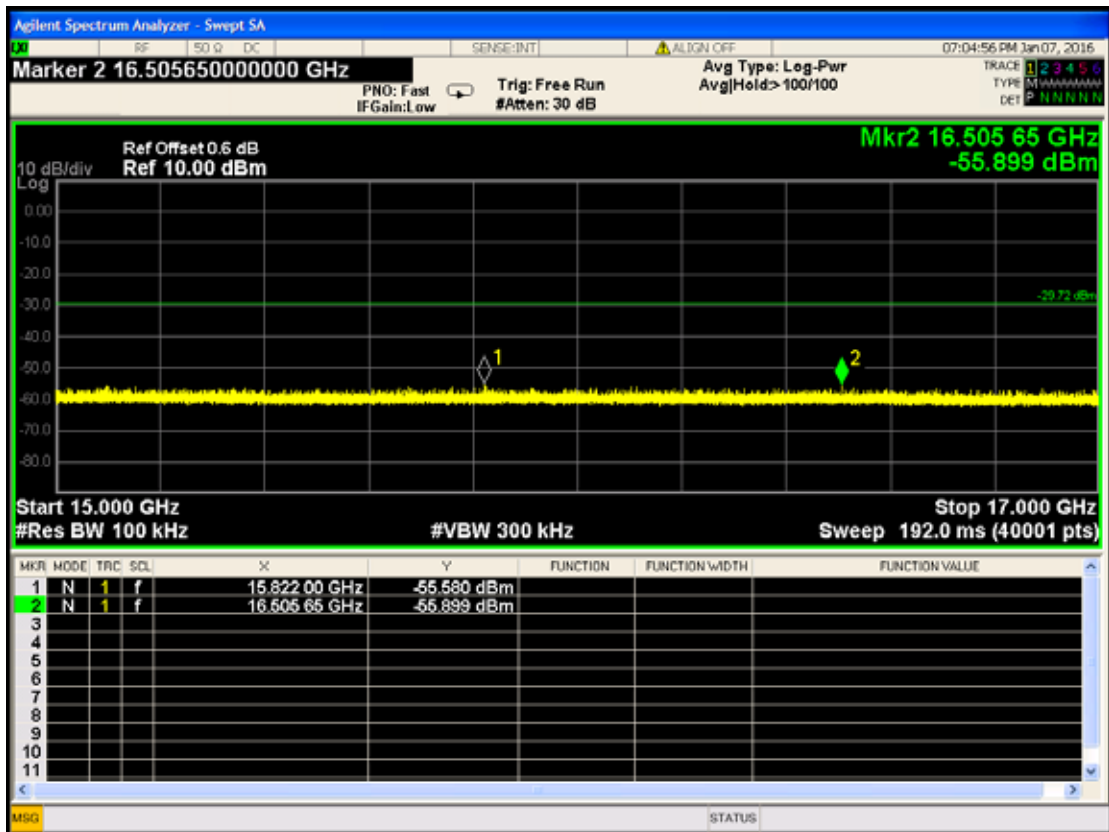 Agilent Spectrum Analyzer - Swept SA
LXI RF 50 Ω DC SENSE:INT ALIGN OFF 07:04:56 PM Jan 07, 2016
Marker 2 16.505650000000 GHz
PNO: Fast Trig: Free Run Avg Type: Log-Pwr TRACE 1 2 3 4 5 6
IFGain:Low #Atten: 30 dB Avg|Hold:>100/100 TYPE M WWWWW
DET P N N N N N
Mkr2 16.505 65 GHz
-55.899 dBm
Ref Offset 0.6 dB
10 dB/div Ref 10.00 dBm
Log
0.00
-10.0
-20.0
-29.72 dBm
-30.0
-40.0
1 2
-50.0
-60.0
-70.0
-80.0
Start 15.000 GHz Stop 17.000 GHz
#Res BW 100 kHz #VBW 300 kHz Sweep 192.0 ms (40001 pts)
MKR MODE TRC SCL X Y FUNCTION FUNCTION WIDTH FUNCTION VALUE
1 N 1 f 15.822 00 GHz -55.580 dBm
2 N 1 f 16.505 65 GHz -55.899 dBm
3
4
5
6
7
8
9
10
11
MSG STATUS